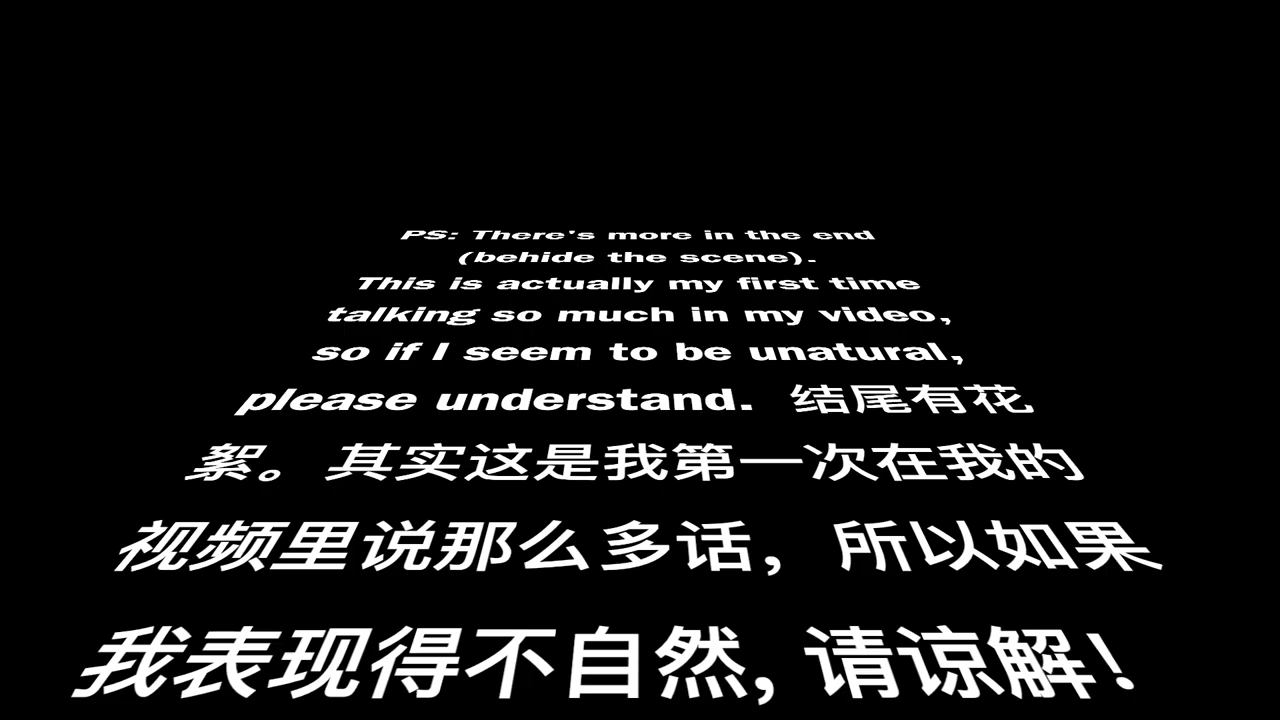 PS: There's more in the end
(behide the scene).
This is actually my first time
talking so much in my video,
so if I seem to be unatural,
please understand. 结尾有花
絮。其实这是我第一次在我的
视频里说那么多话，所以如果
我表现得不自然, 请谅解!